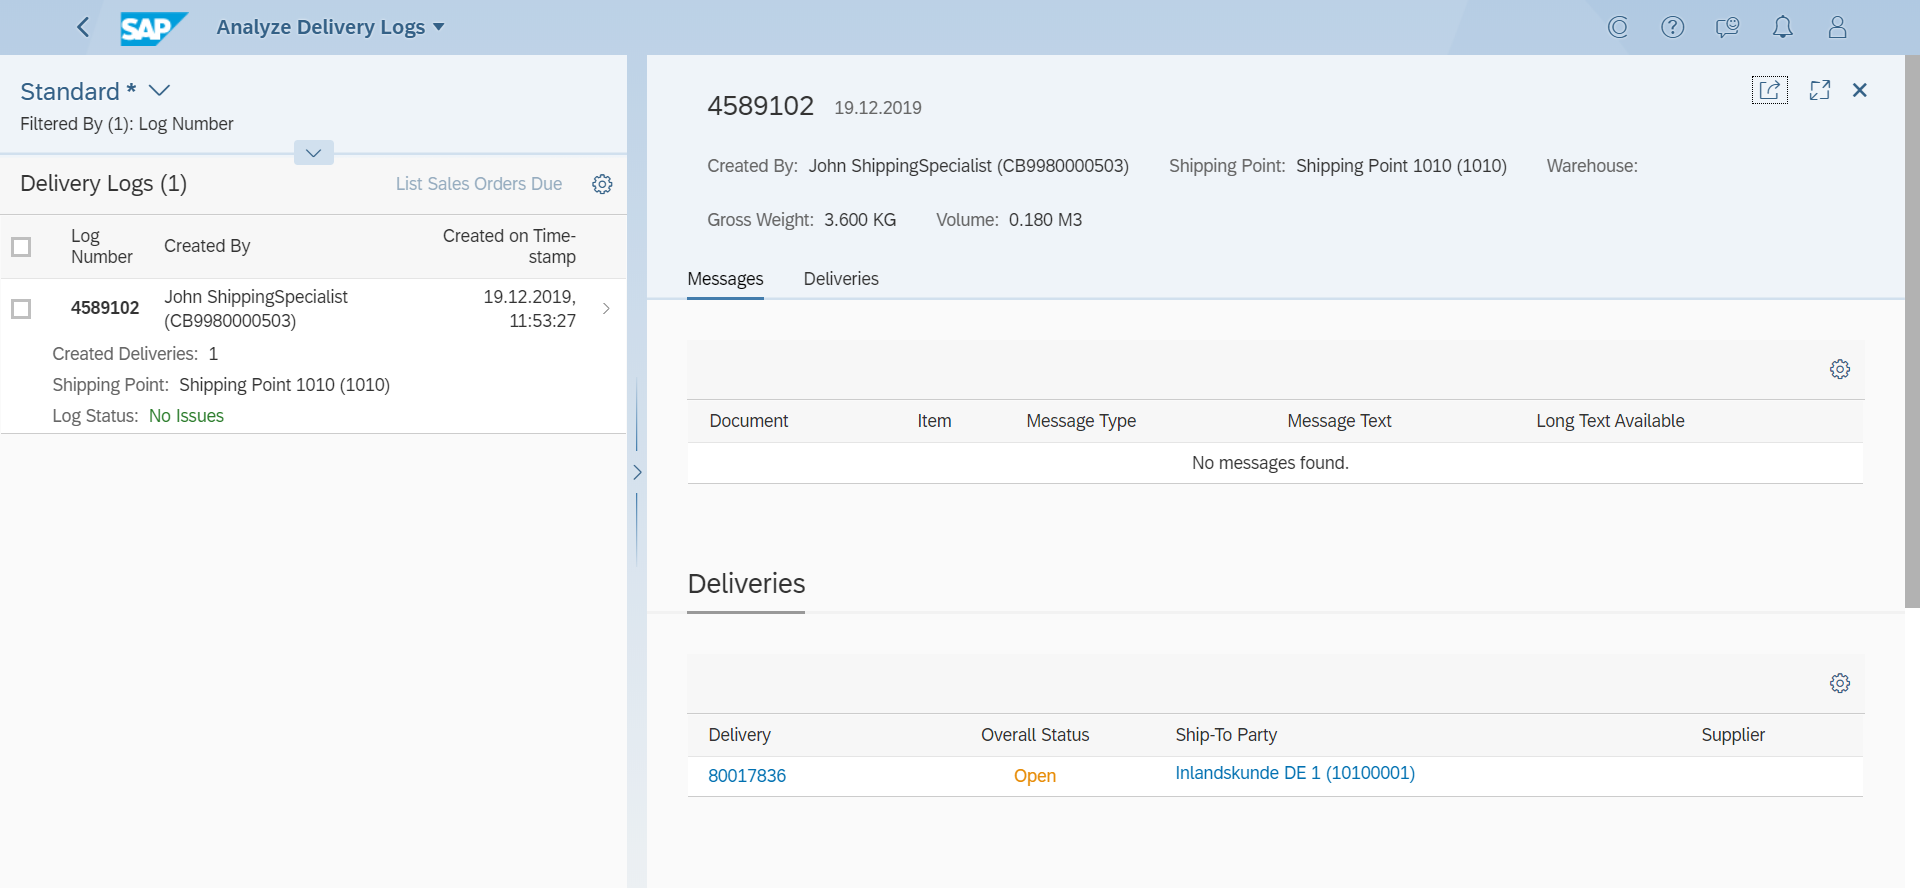 SAP
Analyze Delivery Logs
Standard *
Filtered By (1): Log Number
Delivery Logs (1)
List Sales Orders Due
Log
Number
Created By
Created on Time-
stamp
4589102
John ShippingSpecialist
(CB9980000503)
19.12.2019,
11:53:27
Created Deliveries: 1
Shipping Point: Shipping Point 1010 (1010)
Log Status: No Issues
4589102 19.12.2019
Created By: John ShippingSpecialist (CB9980000503) Shipping Point: Shipping Point 1010 (1010) Warehouse:
Gross Weight: 3.600 KG Volume: 0.180 M3
Messages Deliveries
Document Item Message Type Message Text Long Text Available
No messages found.
Deliveries
Delivery Overall Status Ship-To Party Supplier
80017836 Open Inlandskunde DE 1 (10100001)